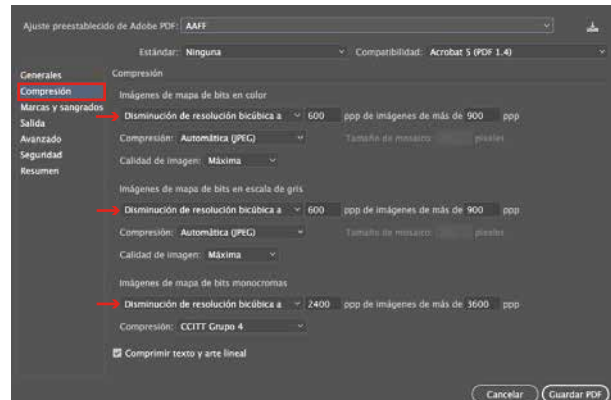 Ajuste preestablecido de Adobe PDF: AAFF
Estándar: Ninguna Compatibilidad: Acrobat 5 (PDF 1.4)
Generales
Compresión
Marcas y sangrados
Salida
Avanzado
Seguridad
Resumen
Compresión
Imágenes de mapa de bits en color
Disminución de resolución bicúbica a 600 ppp de imágenes de más de 900 ppp
Compresión: Automática (JPEG) Tamaño de mosaico: píxeles
Calidad de imagen: Máxima
Imágenes de mapa de bits en escala de gris
Disminución de resolución bicúbica a 600 ppp de imágenes de más de 900 ppp
Compresión: Automática (JPEG) Tamaño de mosaico: píxeles
Calidad de imagen: Máxima
Imágenes de mapa de bits monocromas
Disminución de resolución bicúbica a 2400 ppp de imágenes de más de 3600 ppp
Compresión: CCITT Grupo 4
Comprimir texto y arte lineal
Cancelar Guardar PDF